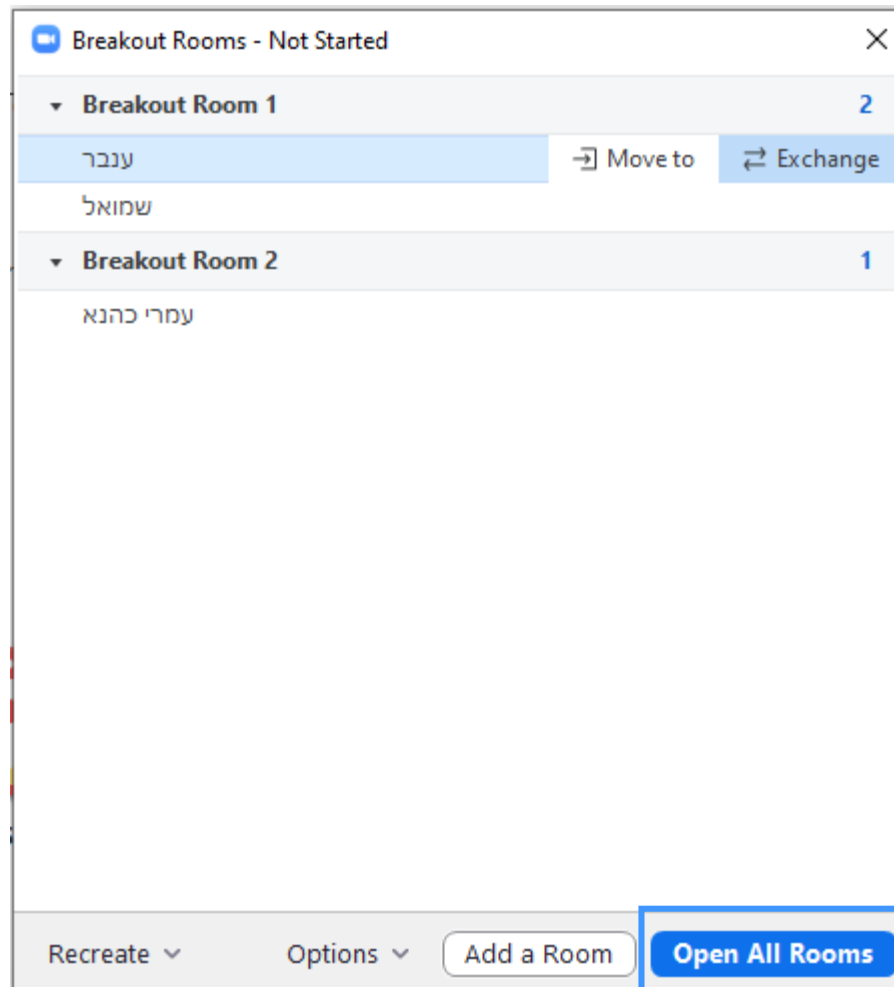 Breakout Rooms - Not Started
Breakout Room 1 2
ענבר Move to Exchange
שמואל
Breakout Room 2 1
עמרי כהנא
Recreate Options Add a Room Open All Rooms